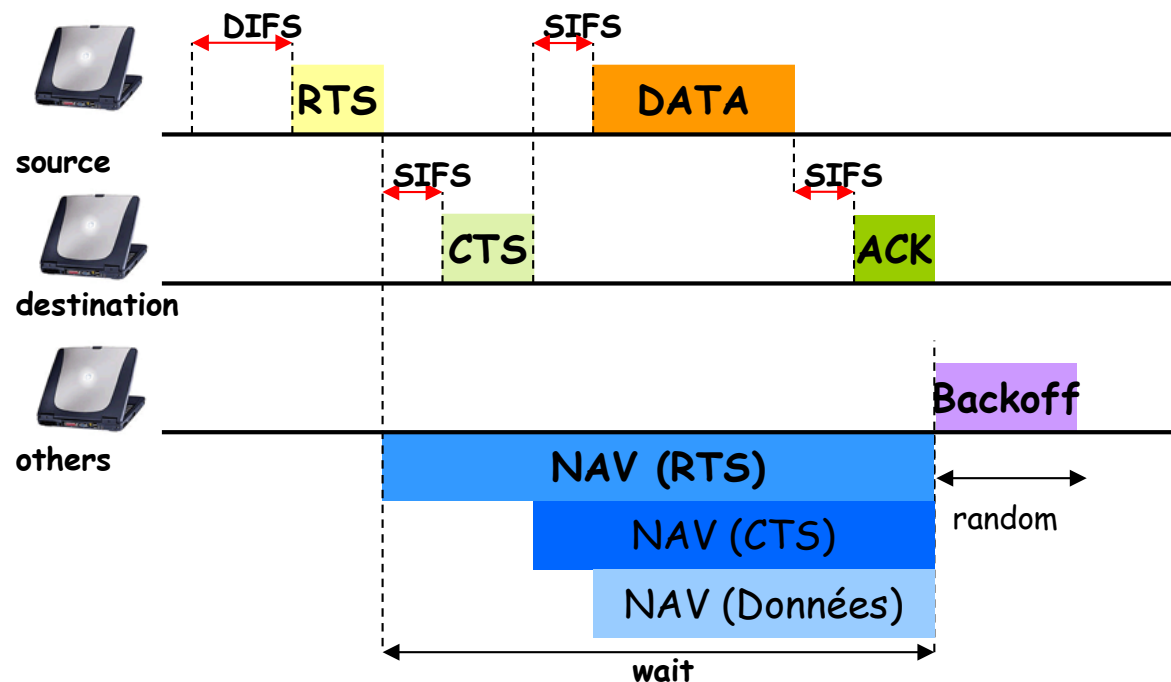 DIFS
SIFS
RTS
DATA
source
SIFS
SIFS
CTS
ACK
destination
Backoff
others
NAV (RTS)
random
NAV (CTS)
NAV (Données)
wait